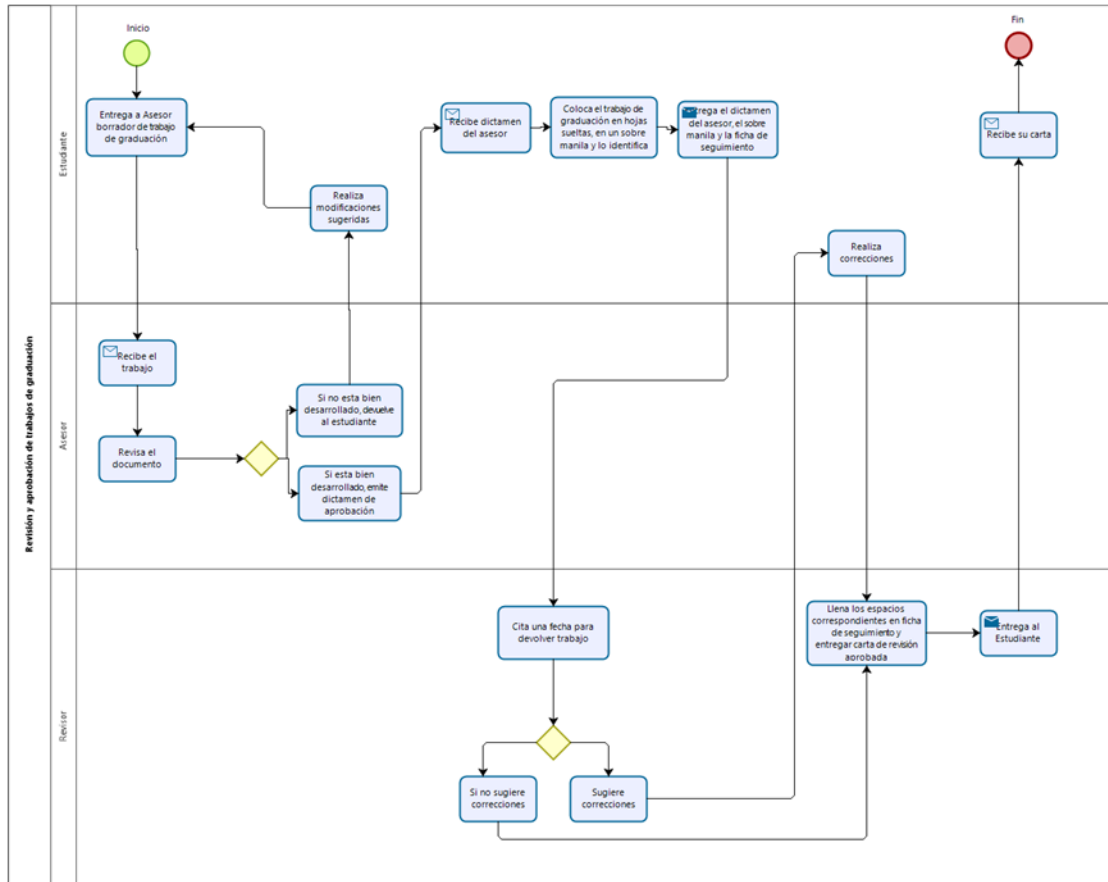 Revisión y aprobación de trabajos de graduación
Estudiante
Inicio
Entrega a Asesor
borrador de trabajo
de graduación
Realiza
modificaciones
sugeridas
Recibe dictamen
del asesor
Coloca el trabajo de
graduación en hojas
sueltas, en un sobre
manila y lo identifica
Entrega el dictamen
del asesor, el sobre
manila y la ficha de
seguimiento
Realiza
correcciones
Fin
Recibe su carta
Asesor
Recibe el
trabajo
Revisa el
documento
Si no esta bien
desarrollado, devuelve
al estudiante
Si esta bien
desarrollado, emite
dictamen de
aprobación
Revisor
Cita una fecha para
devolver trabajo
Si no sugiere
correcciones
Sugiere
correcciones
Llena los espacios
correspondientes en ficha
de seguimiento y
entregar carta de revisión
aprobada
Entrega al
Estudiante